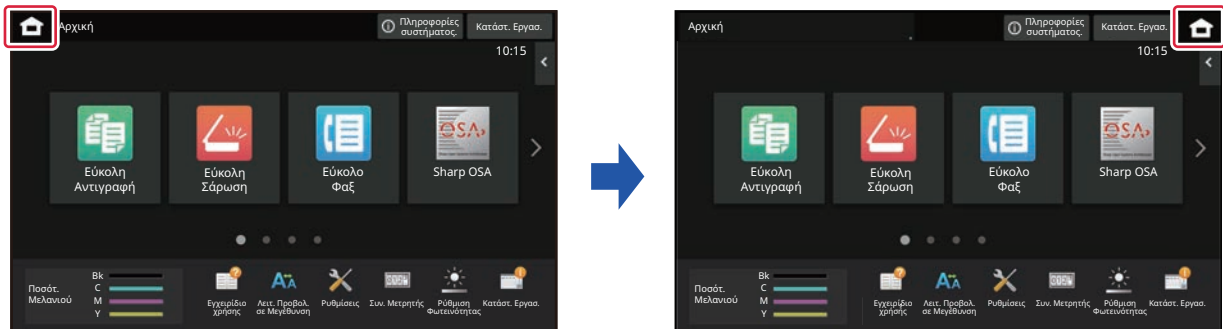 Αρχική
Πληροφορίες
συστήματος.
Κατάστ. Εργασ.
10:15
Εύκολη
Αντιγραφή
Εύκολη
Σάρωση
Εύκολο
Φαξ
Sharp OSA
OSA
Ποσότ.
Μελανιού
Bk
C
M
Y
Εγχειρίδιο
χρήσης
Λειτ. Προβολ.
σε Μεγέθυνση
Ρυθμίσεις
Συν. Μετρητής
Ρύθμιση
Φωτεινότητας
Κατάστ. Εργασ.
Αρχική
Πληροφορίες
συστήματος.
Κατάστ. Εργασ.
10:15
Εύκολη
Αντιγραφή
Εύκολη
Σάρωση
Εύκολο
Φαξ
Sharp OSA
OSA
Ποσότ.
Μελανιού
Bk
C
M
Y
Εγχειρίδιο
χρήσης
Λειτ. Προβολ.
σε Μεγέθυνση
Ρυθμίσεις
Συν. Μετρητής
Ρύθμιση
Φωτεινότητας
Κατάστ. Εργασ.